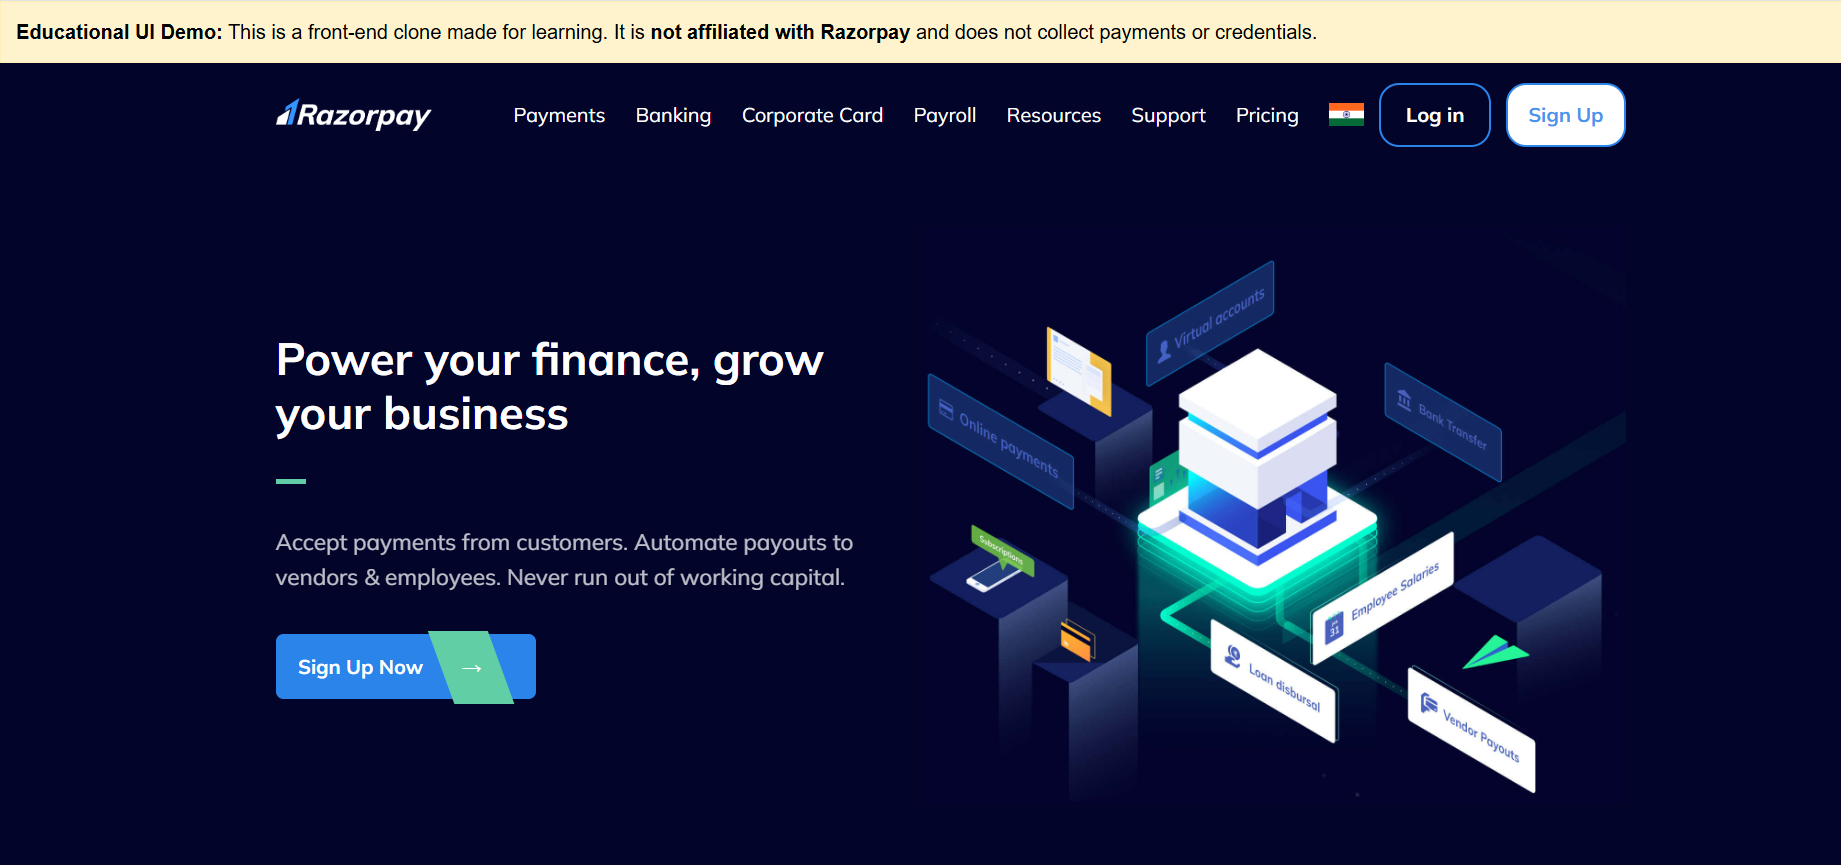 Educational UI Demo: This is a front-end clone made for learning. It is not affiliated with Razorpay and does not collect payments or credentials.
Razorpay
Payments
Banking
Corporate Card
Payroll
Resources
Support
Pricing
Log in
Sign Up
Power your finance, grow
your business
Accept payments from customers. Automate payouts to
vendors & employees. Never run out of working capital.
Sign Up Now →
Virtual accounts
Online payments
Bank Transfer
Subscriptions
Employee Salaries
31
Loan disbursal
Vendor Payouts